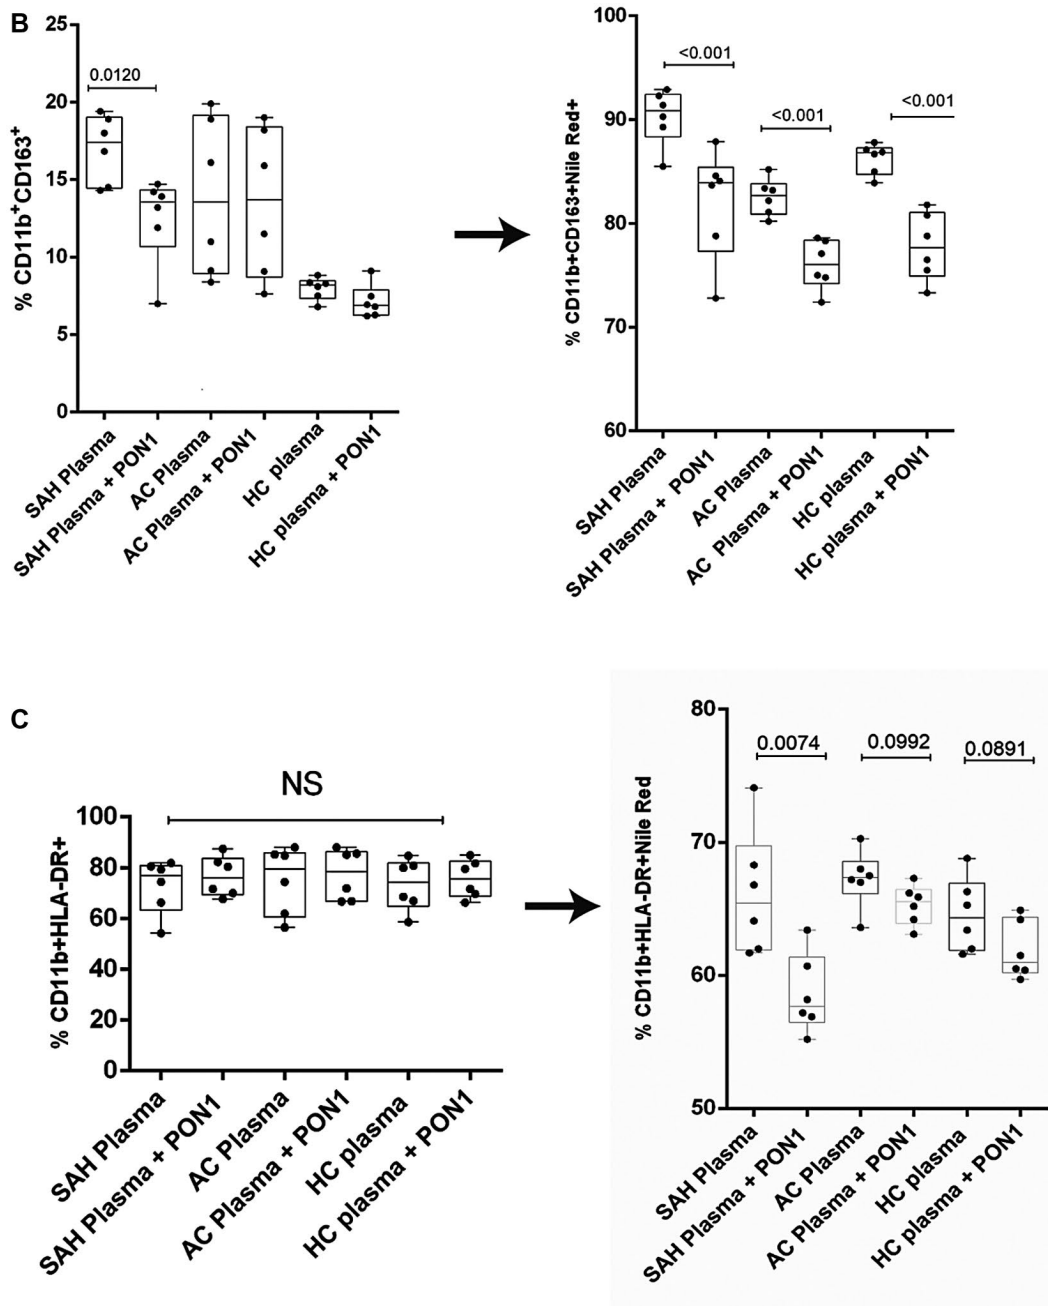 B
25
20
15
10
5
0
% CD11b⁺CD163⁺
0.0120
SAH Plasma
SAH Plasma + PON1
AC Plasma
AC Plasma + PON1
HC plasma
HC plasma + PON1
100
90
80
70
60
% CD11b+CD163+Nile Red+
<0.001
<0.001
<0.001
SAH Plasma
SAH Plasma + PON1
AC Plasma
AC Plasma + PON1
HC plasma
HC plasma + PON1
C
NS
100
80
60
40
20
0
% CD11b+HLA-DR+
SAH Plasma
SAH Plasma + PON1
AC Plasma
AC Plasma + PON1
HC plasma
HC plasma + PON1
80
70
60
50
% CD11b+HLA-DR+Nile Red
0.0074
0.0992
0.0891
SAH Plasma
SAH Plasma + PON1
AC Plasma
AC Plasma + PON1
HC plasma
HC plasma + PON1